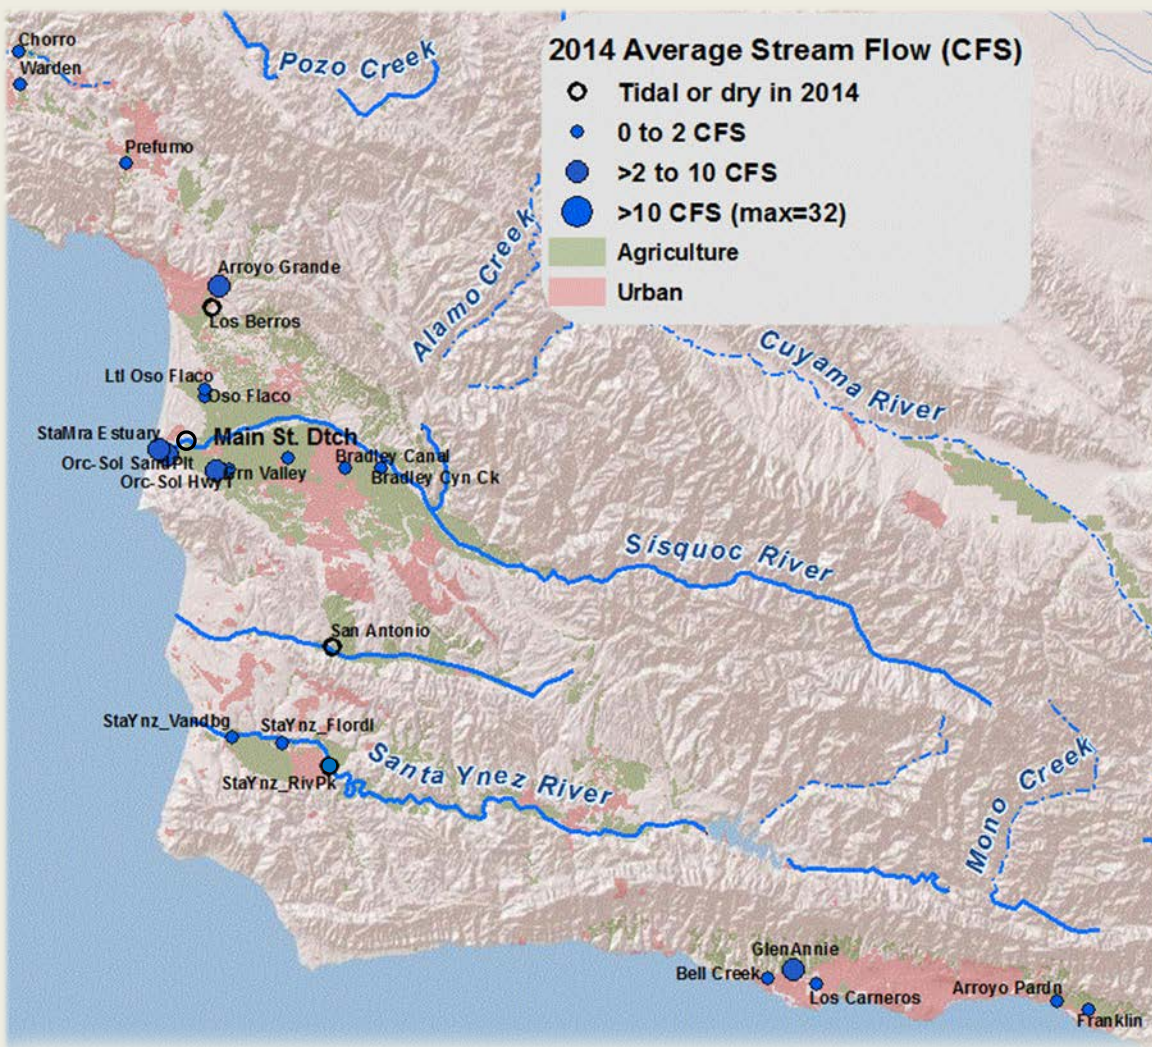 Chorro
Warden
Pozo Creek
2014 Average Stream Flow (CFS)
Tidal or dry in 2014
0 to 2 CFS
>2 to 10 CFS
>10 CFS (max=32)
Agriculture
Urban
Prefumo
Alamo Creek
Arroyo Grande
Los Berros
Cuyama River
Ltl Oso Flaco
Oso Flaco
StaMra Estuary
Main St. Dtch
Orc-Sol SandPlt
Bradley Canal
Orc-Sol Hwy1
Grn Valley
Bradley Cyn Ck
Sisquoc River
San Antonio
StaYnz_Vandbg
StaYnz_Flordl
StaYnz_RivPk
Santa Ynez River
Mono Creek
GlenAnnie
Bell Creek
Los Carneros
Arroyo Pardn
Franklin